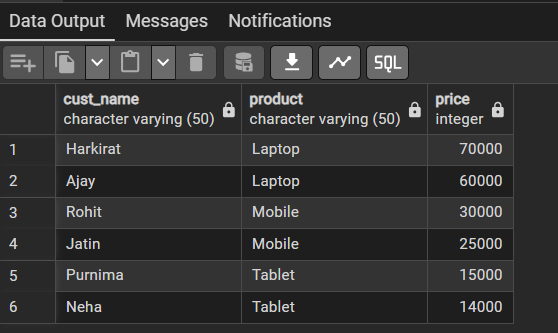 Data Output Messages Notifications
SQL
cust_name product price
character varying (50) character varying (50) integer
1 Harkirat Laptop 70000
2 Ajay Laptop 60000
3 Rohit Mobile 30000
4 Jatin Mobile 25000
5 Purnima Tablet 15000
6 Neha Tablet 14000